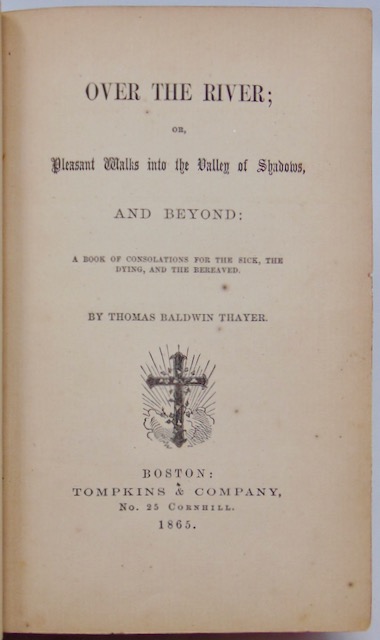 OVER THE RIVER;
OR,
Pleasant Walks into the Valley of Shadows,
AND BEYOND:
A BOOK OF CONSOLATIONS FOR THE SICK, THE
DYING, AND THE BEREAVED.
BY THOMAS BALDWIN THAYER.
BOSTON:
TOMPKINS & COMPANY,
No. 25 CORNHILL.
1865.